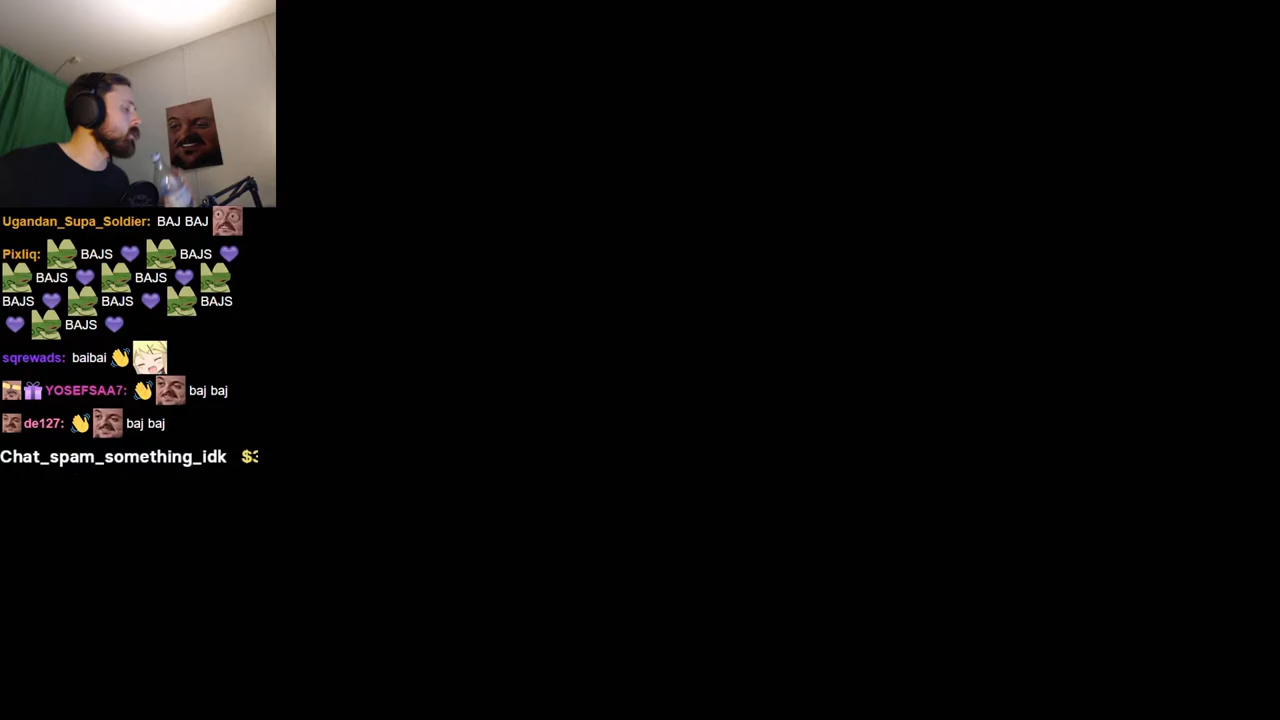 Ugandan_Supa_Soldier: BAJ BAJ
Pixliq: BAJS BAJS
BAJS BAJS
BAJS BAJS BAJS
BAJS
sqrewads: baibai
YOSEFSAA7: baj baj
de127: baj baj
Chat_spam_something_idk $3